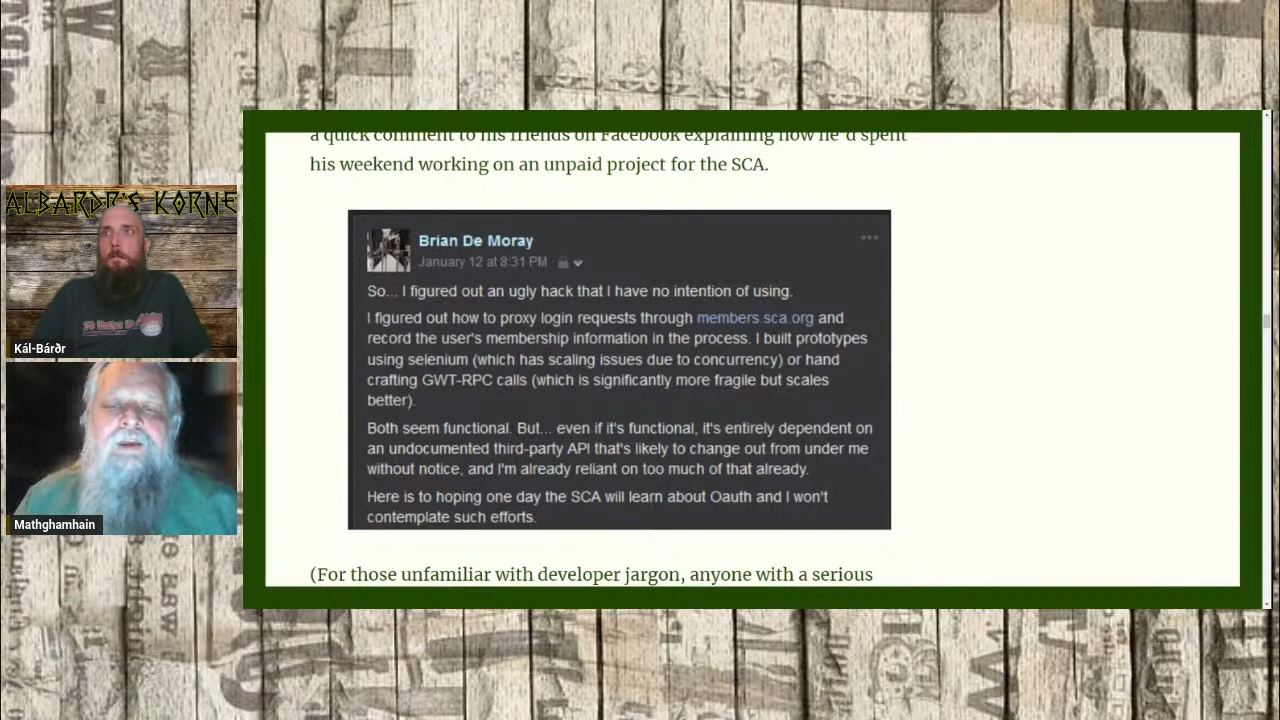 a quick comment to his friends on Facebook explaining how he'd spent
his weekend working on an unpaid project for the SCA.
Brian De Moray
January 12 at 8:31 PM
So... I figured out an ugly hack that I have no intention of using.
I figured out how to proxy login requests through members.sca.org and
record the user's membership information in the process. I built prototypes
using selenium (which has scaling issues due to concurrency) or hand
crafting GWT-RPC calls (which is significantly more fragile but scales
better).
Both seem functional. But... even if it's functional, it's entirely dependent on
an undocumented third-party API that's likely to change out from under me
without notice, and I'm already reliant on too much of that already.
Here is to hoping one day the SCA will learn about Oauth and I won't
contemplate such efforts.
(For those unfamiliar with developer jargon, anyone with a serious
ALBARÐR'S KORNE
Kál-Bárðr
Mathghamhain